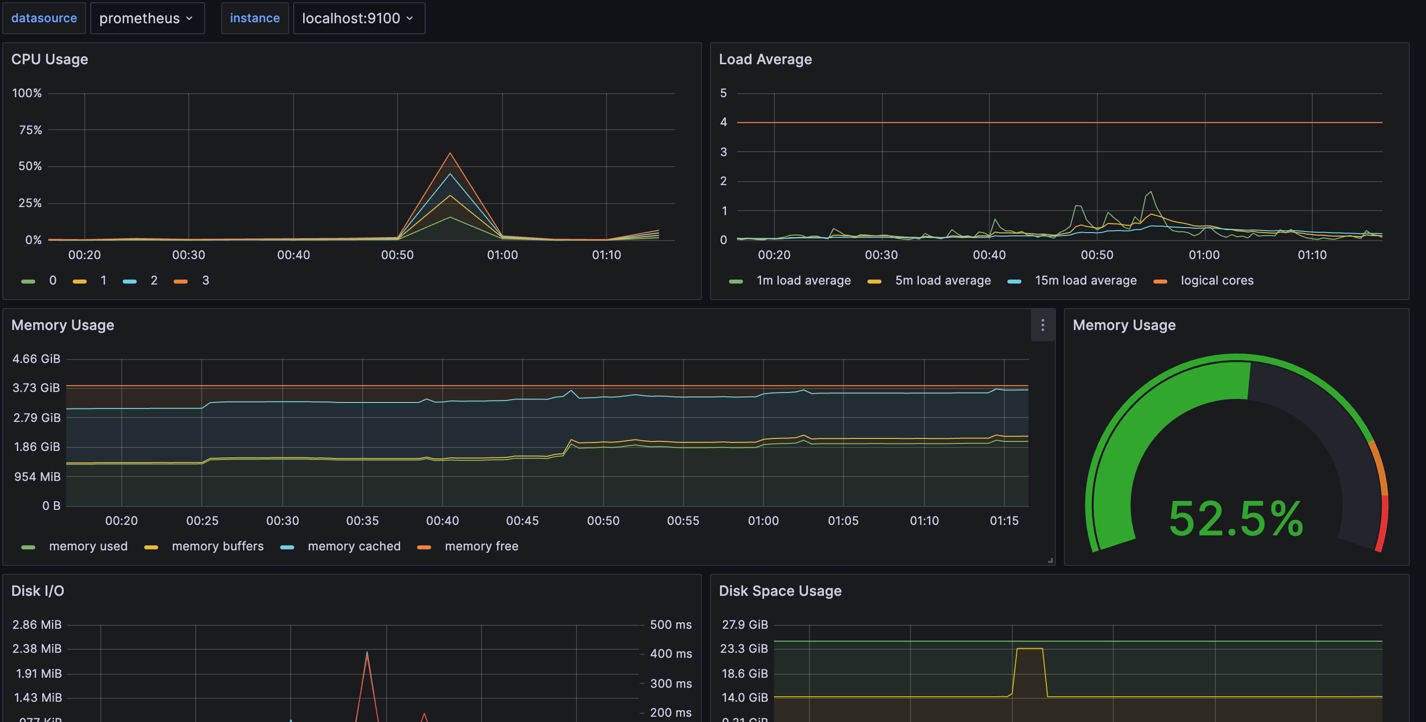 datasource prometheus instance localhost:9100
CPU Usage
100%
75%
50%
25%
0%
00:20 00:30 00:40 00:50 01:00 01:10
0 1 2 3
Load Average
5
4
3
2
1
0
00:20 00:30 00:40 00:50 01:00 01:10
1m load average 5m load average 15m load average logical cores
Memory Usage
4.66 GiB
3.73 GiB
2.79 GiB
1.86 GiB
954 MiB
0 B
00:20 00:25 00:30 00:35 00:40 00:45 00:50 00:55 01:00 01:05 01:10 01:15
memory used memory buffers memory cached memory free
Memory Usage
52.5%
Disk I/O
2.86 MiB 500 ms
2.38 MiB 400 ms
1.91 MiB 300 ms
1.43 MiB 200 ms
Disk Space Usage
27.9 GiB
23.3 GiB
18.6 GiB
14.0 GiB